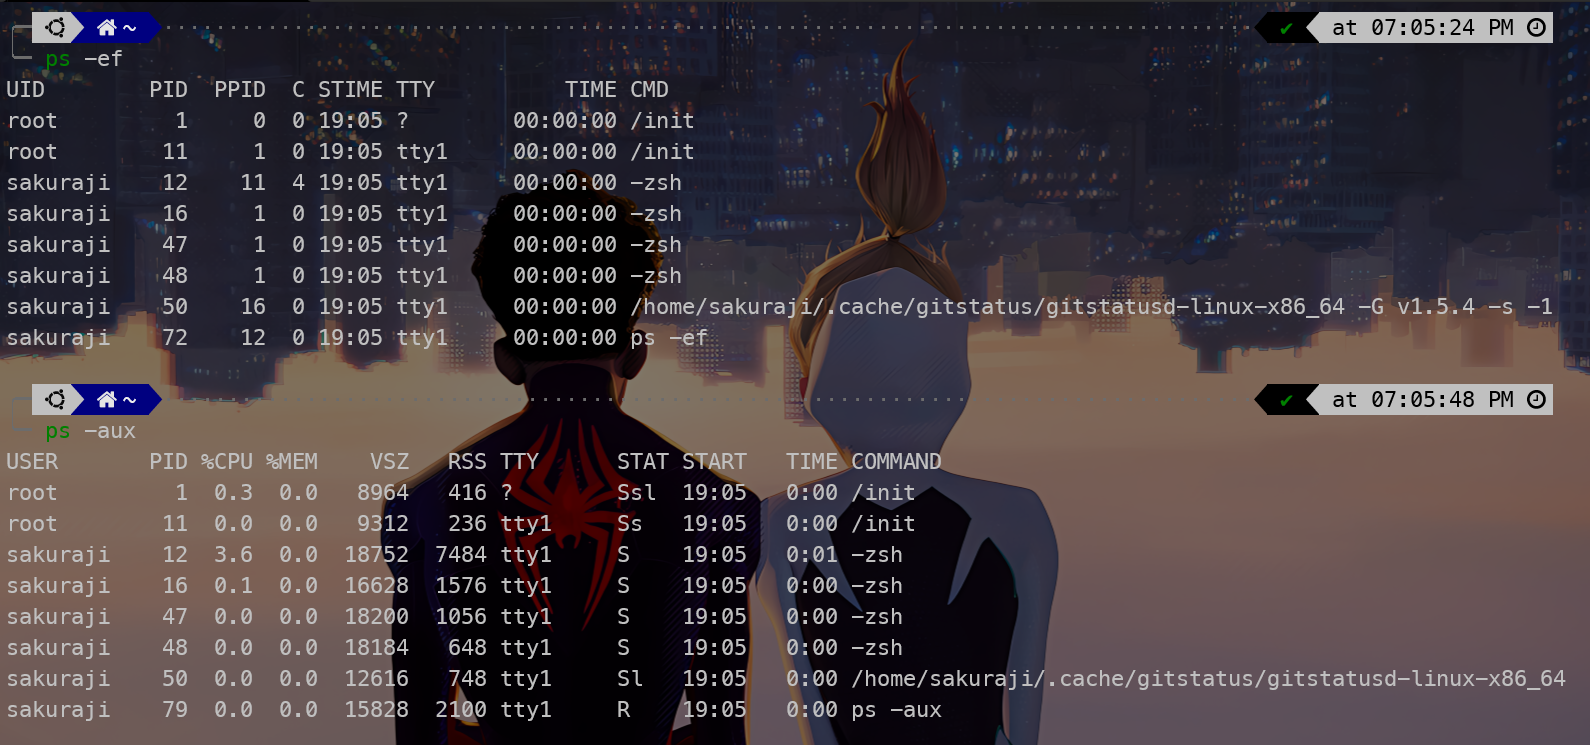 ~ ✔ at 07:05:24 PM
ps -ef
UID        PID  PPID  C STIME TTY          TIME CMD
root         1     0  0 19:05 ?        00:00:00 /init
root        11     1  0 19:05 tty1     00:00:00 /init
sakuraji    12    11  4 19:05 tty1     00:00:00 -zsh
sakuraji    16     1  0 19:05 tty1     00:00:00 -zsh
sakuraji    47     1  0 19:05 tty1     00:00:00 -zsh
sakuraji    48     1  0 19:05 tty1     00:00:00 -zsh
sakuraji    50    16  0 19:05 tty1     00:00:00 /home/sakuraji/.cache/gitstatus/gitstatusd-linux-x86_64 -G v1.5.4 -s -1
sakuraji    72    12  0 19:05 tty1     00:00:00 ps -ef
~ ✔ at 07:05:48 PM
ps -aux
USER       PID %CPU %MEM    VSZ   RSS TTY      STAT START   TIME COMMAND
root         1  0.3  0.0   8964   416 ?        Ssl  19:05   0:00 /init
root        11  0.0  0.0   9312   236 tty1     Ss   19:05   0:00 /init
sakuraji    12  3.6  0.0  18752  7484 tty1     S    19:05   0:01 -zsh
sakuraji    16  0.1  0.0  16628  1576 tty1     S    19:05   0:00 -zsh
sakuraji    47  0.0  0.0  18200  1056 tty1     S    19:05   0:00 -zsh
sakuraji    48  0.0  0.0  18184   648 tty1     S    19:05   0:00 -zsh
sakuraji    50  0.0  0.0  12616   748 tty1     Sl   19:05   0:00 /home/sakuraji/.cache/gitstatus/gitstatusd-linux-x86_64
sakuraji    79  0.0  0.0  15828  2100 tty1     R    19:05   0:00 ps -aux